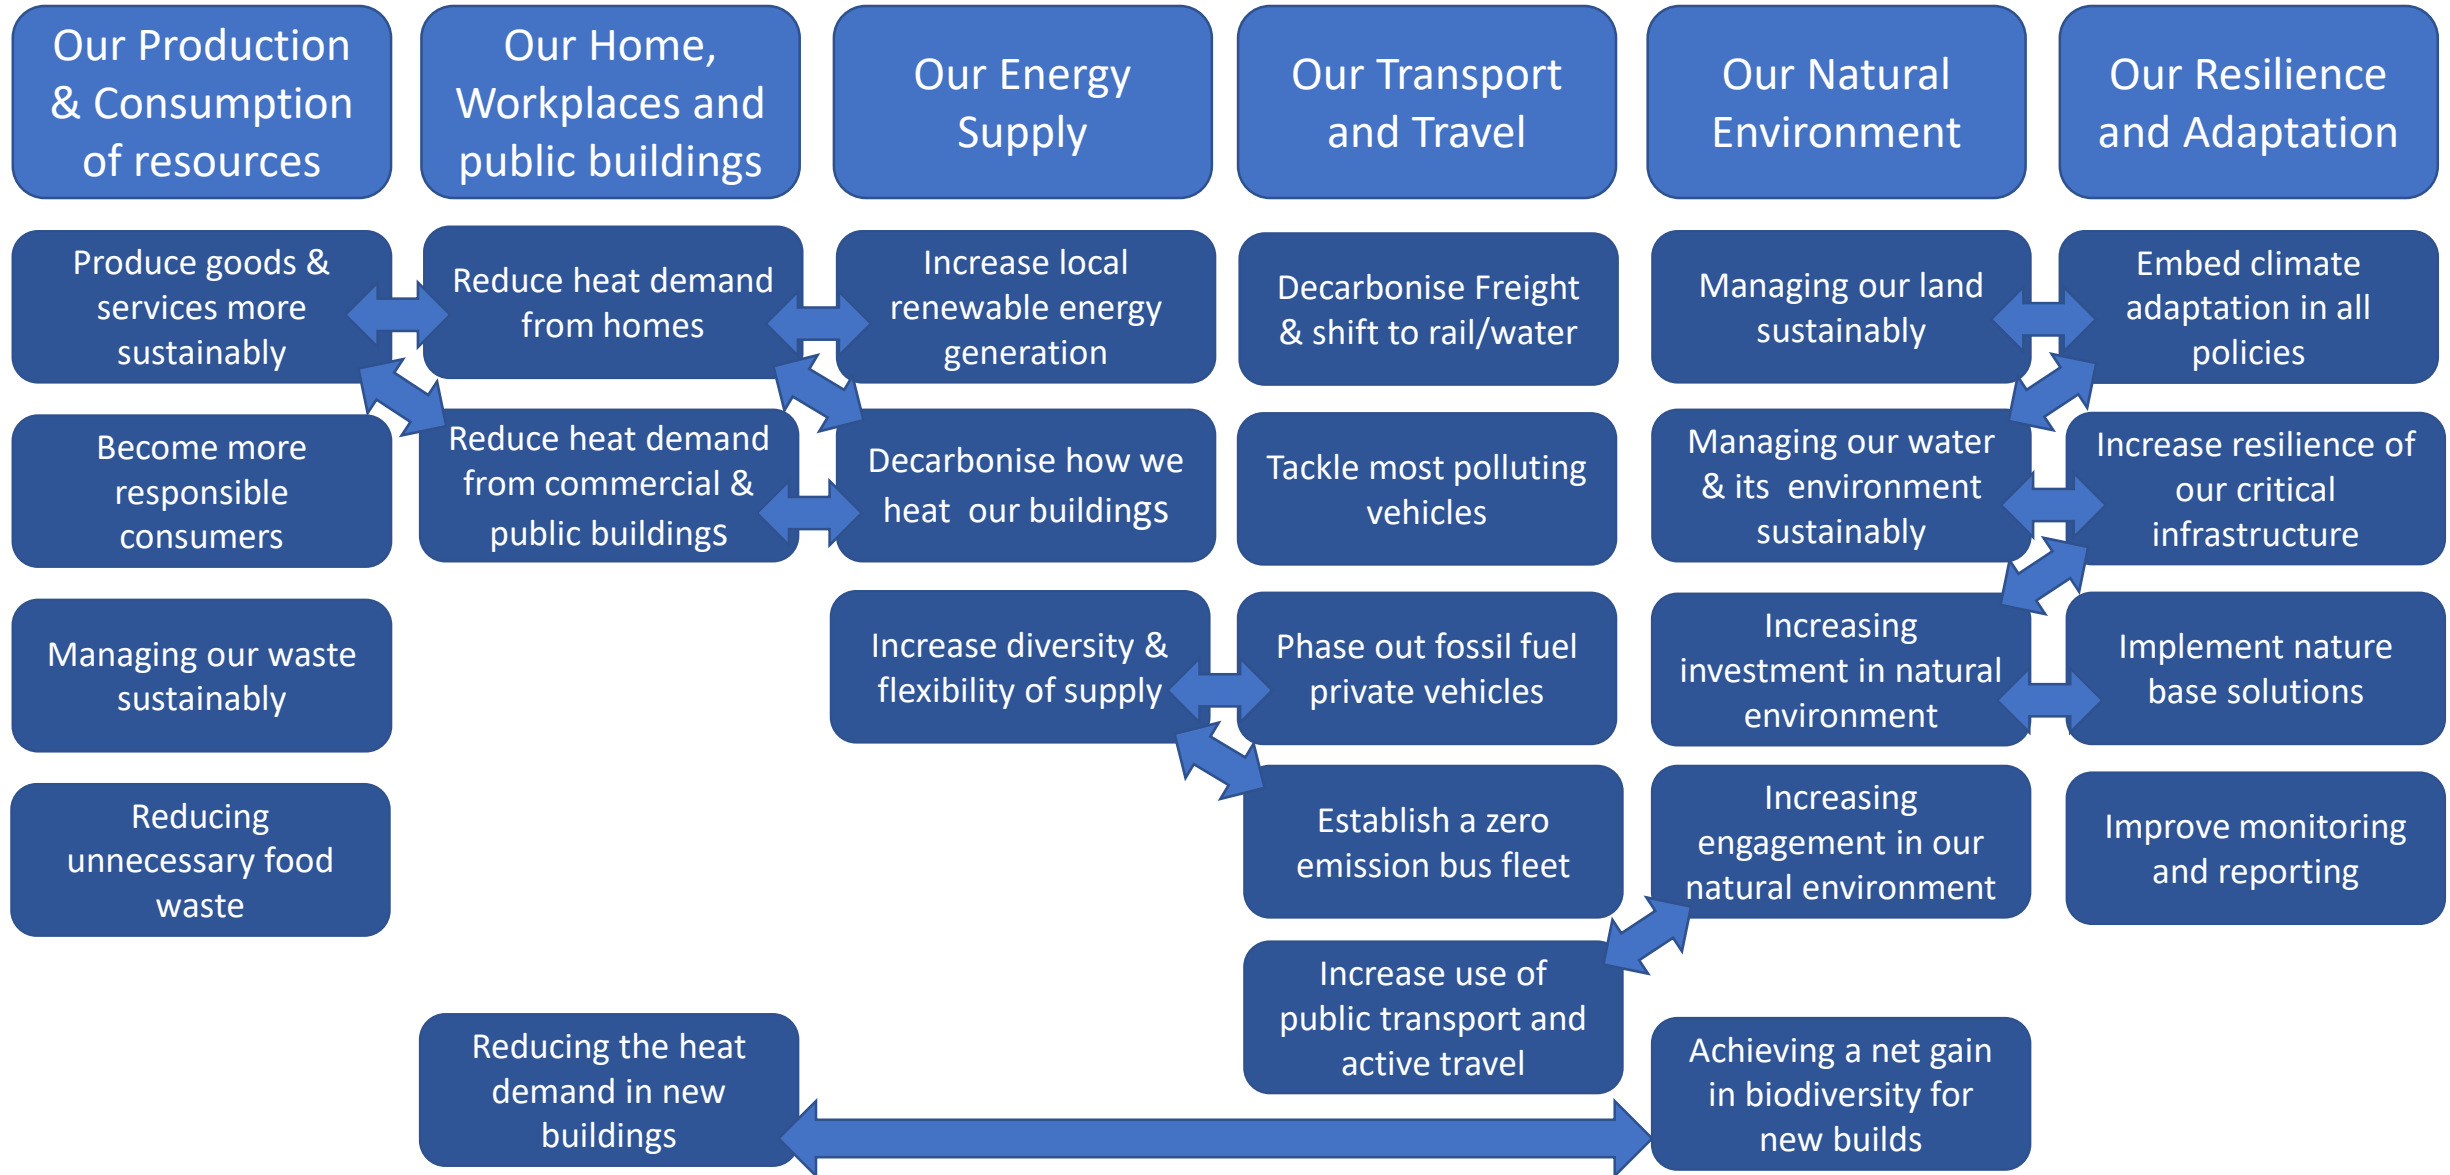 Our Production
& Consumption
of resources
Our Home,
Workplaces and
public buildings
Our Energy
Supply
Our Transport
and Travel
Our Natural
Environment
Our Resilience
and Adaptation
Produce goods &
services more
sustainably
Reduce heat demand
from homes
Increase local
renewable energy
generation
Decarbonise Freight
& shift to rail/water
Managing our land
sustainably
Embed climate
adaptation in all
policies
Become more
responsible
consumers
Reduce heat demand
from commercial &
public buildings
Decarbonise how we
heat  our buildings
Tackle most polluting
vehicles
Managing our water
& its  environment
sustainably
Increase resilience of
our critical
infrastructure
Managing our waste
sustainably
Increase diversity &
flexibility of supply
Phase out fossil fuel
private vehicles
Increasing
investment in natural
environment
Implement nature
base solutions
Reducing
unnecessary food
waste
Establish a zero
emission bus fleet
Increasing
engagement in our
natural environment
Improve monitoring
and reporting
Increase use of
public transport and
active travel
Reducing the heat
demand in new
buildings
Achieving a net gain
in biodiversity for
new builds